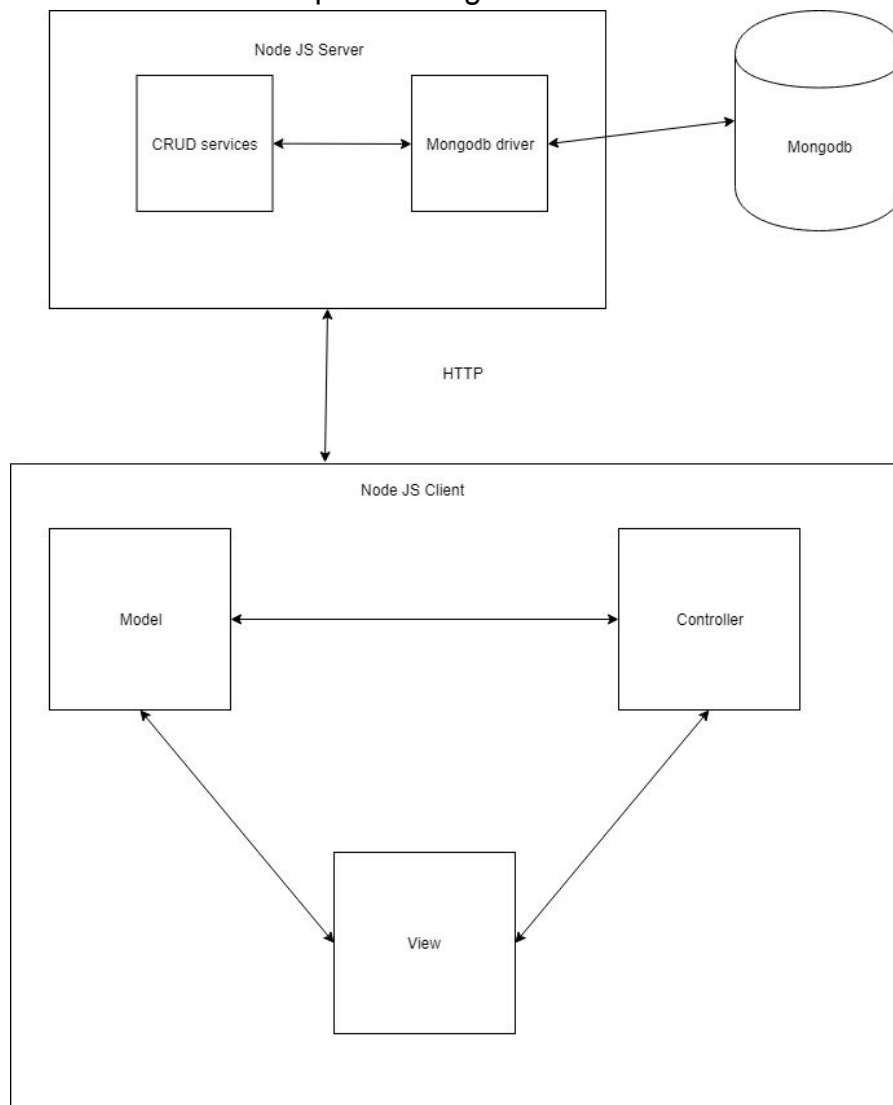 Node JS Server
CRUD services
Mongodb driver
Mongodb
HTTP
Node JS Client
Model
Controller
View